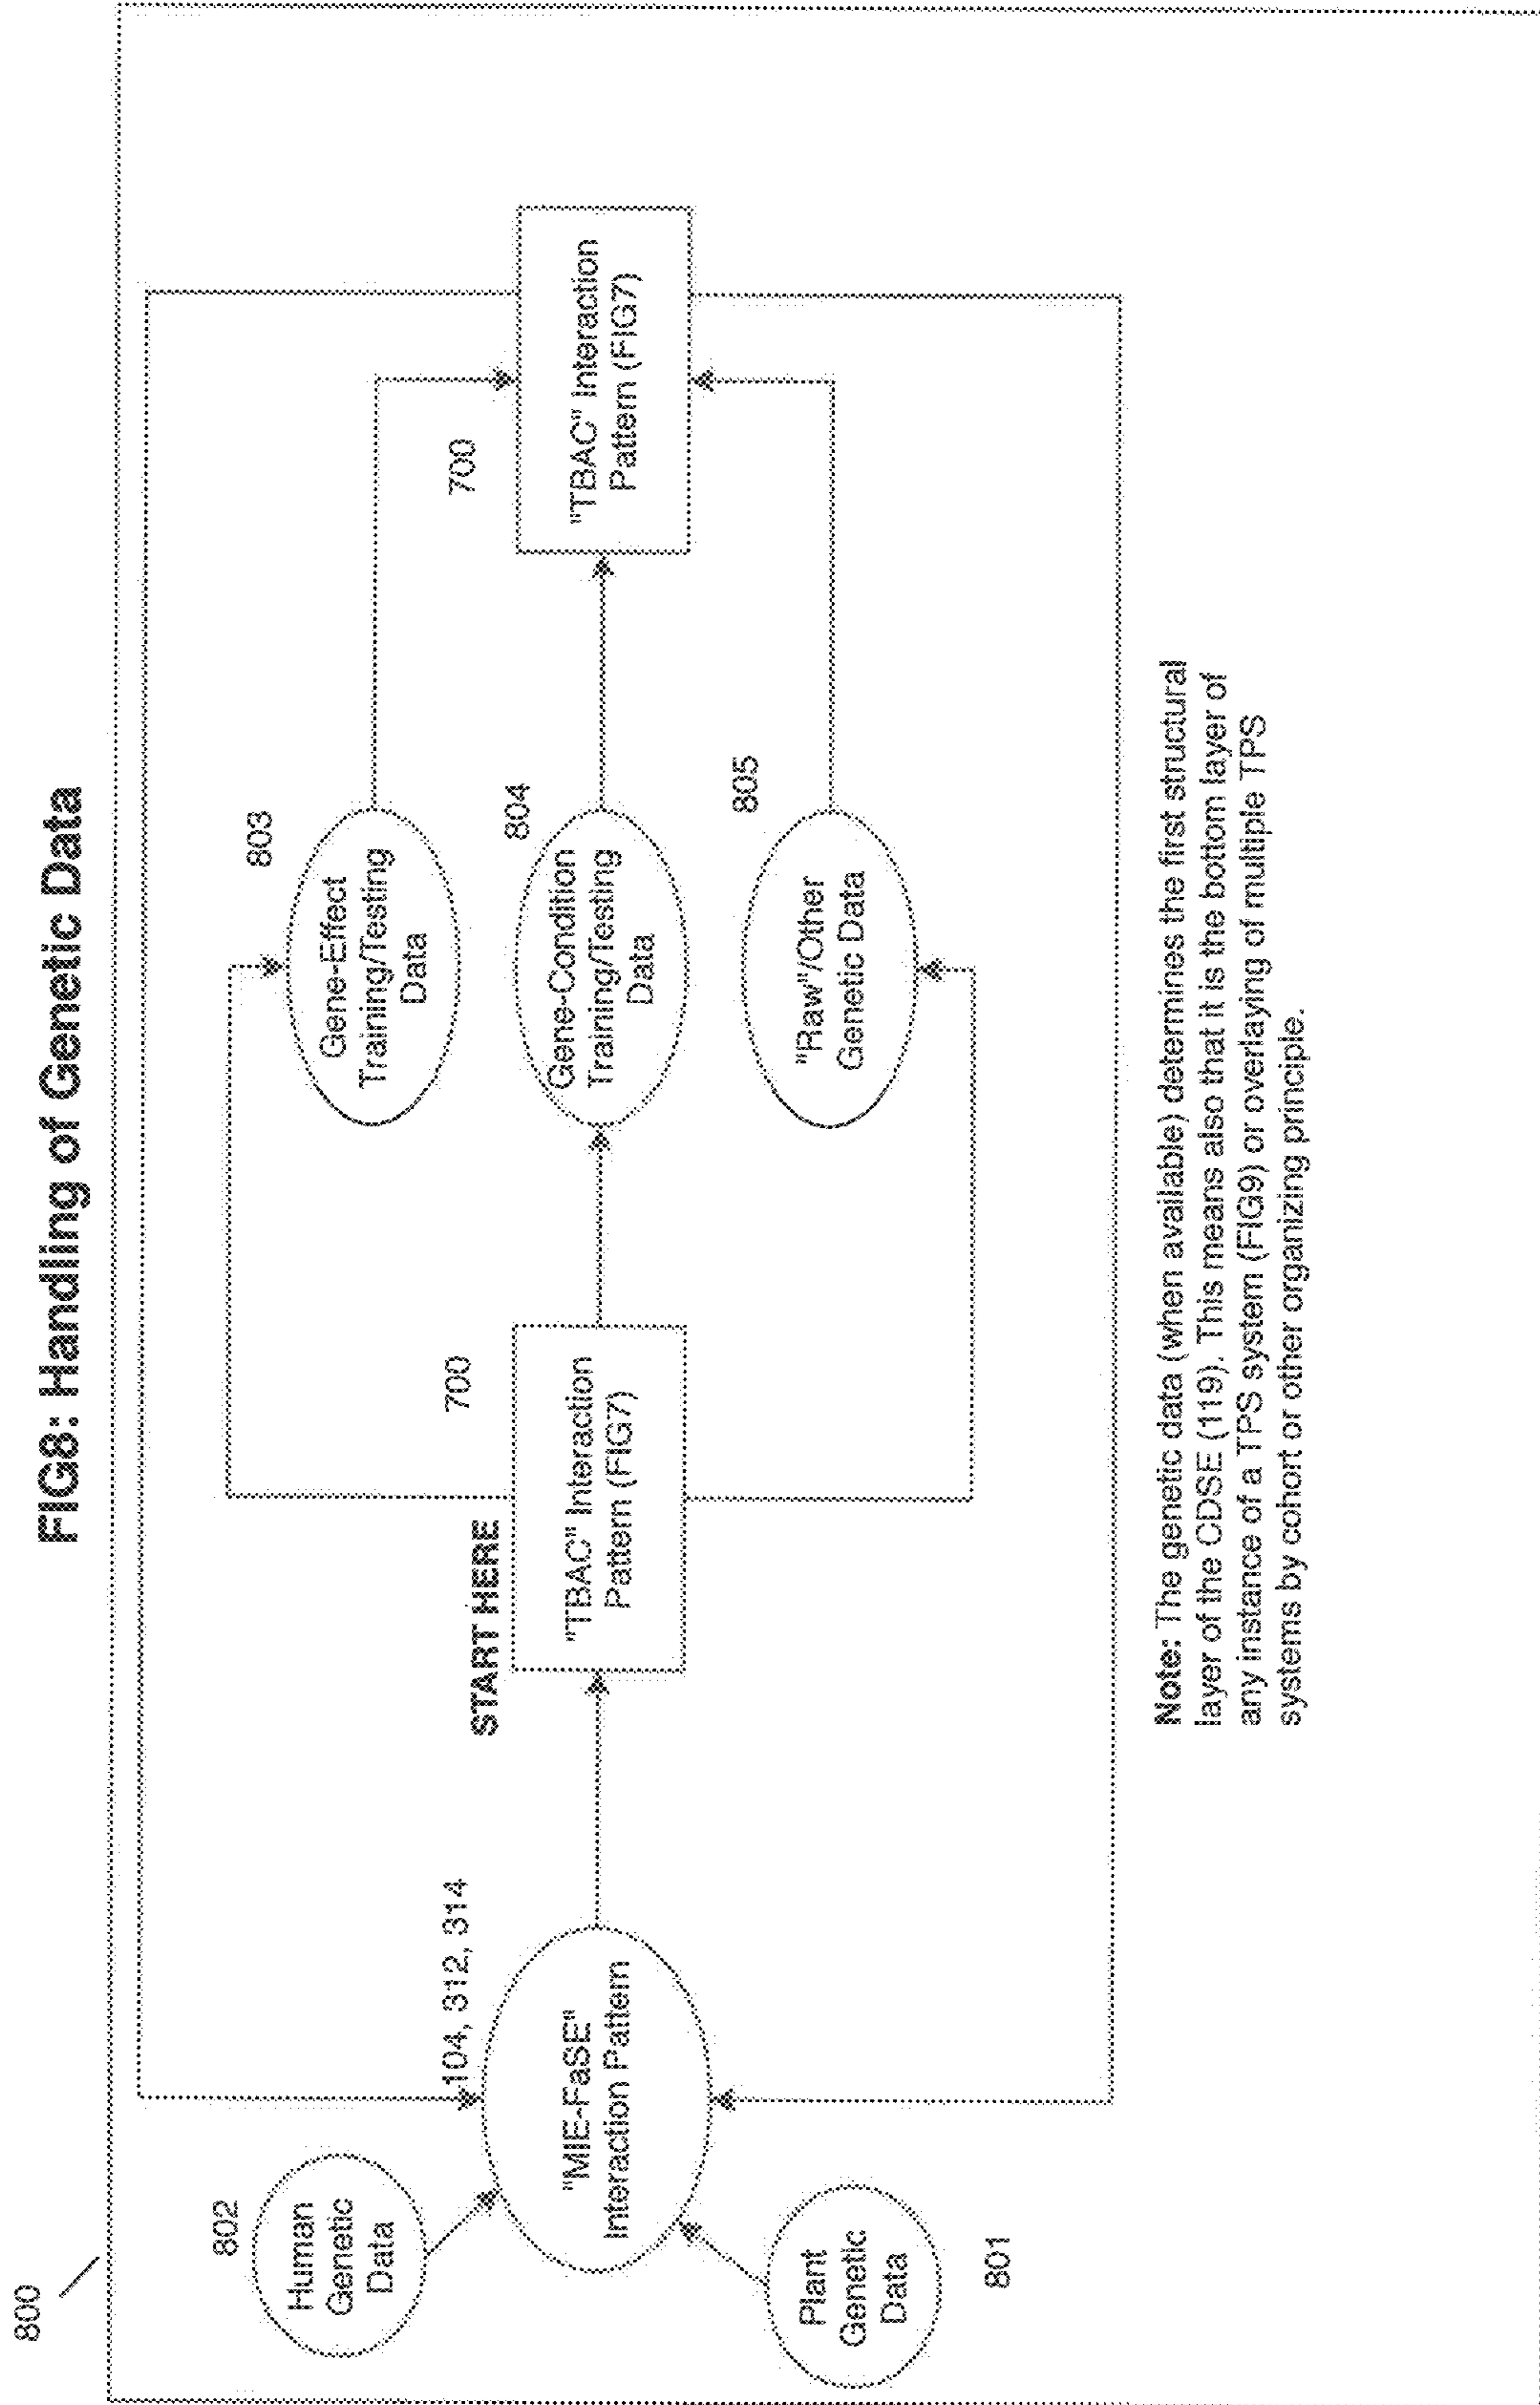 FIG8: Handling of Genetic Data
800
802
Human
Genetic
Data
104, 312, 314
"MIE-FaSE"
Interaction Pattern
Plant
Genetic
Data
801
START HERE
700
"TBAC" Interaction
Pattern (FIG7)
803
Gene-Effect
Training/Testing
Data
804
Gene-Condition
Training/Testing
Data
805
"Raw"/Other
Genetic Data
700
"TBAC" Interaction
Pattern (FIG7)
Note: The genetic data (when available) determines the first structural
layer of the CDSE (119). This means also that it is the bottom layer of
any instance of a TPS system (FIG9) or overlaying of multiple TPS
systems by cohort or other organizing principle.